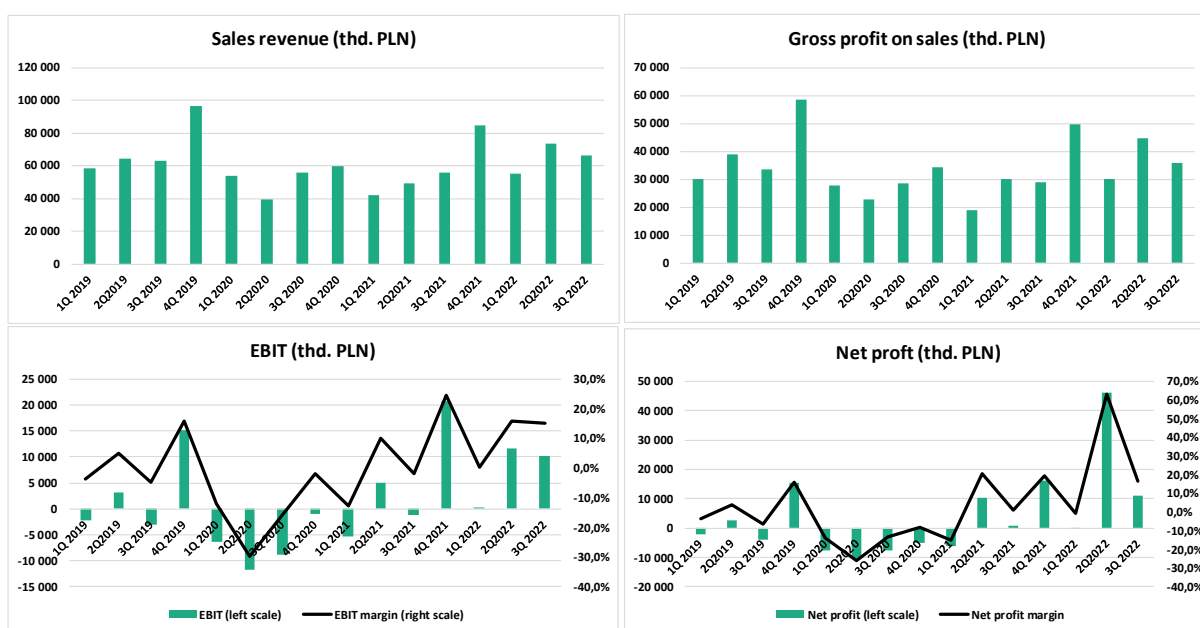 Sales revenue (thd. PLN)
120 000
100 000
80 000
60 000
40 000
20 000
0
1Q 2019
2Q2019
3Q 2019
4Q 2019
1Q 2020
2Q2020
3Q 2020
4Q 2020
1Q 2021
2Q 2021
3Q 2021
4Q 2021
1Q 2022
2Q2022
3Q 2022
Gross profit on sales (thd. PLN)
70 000
60 000
50 000
40 000
30 000
20 000
10 000
0
1Q 2019
2Q2019
3Q 2019
4Q 2019
1Q 2020
2Q2020
3Q 2020
4Q 2020
1Q 2021
2Q 2021
3Q 2021
4Q 2021
1Q 2022
2Q2022
3Q 2022
EBIT (thd. PLN)
25 000
20 000
15 000
10 000
5 000
0
-5 000
-10 000
-15 000
30,0%
20,0%
10,0%
0,0%
-10,0%
-20,0%
-30,0%
-40,0%
1Q 2019
2Q2019
3Q 2019
4Q 2019
1Q 2020
2Q2020
3Q 2020
4Q 2020
1Q 2021
2Q 2021
3Q 2021
4Q 2021
1Q 2022
2Q2022
3Q 2022
EBIT (left scale)
EBIT margin (right scale)
Net proft (thd. PLN)
50 000
40 000
30 000
20 000
10 000
0
-10 000
-20 000
70,0%
60,0%
50,0%
40,0%
30,0%
20,0%
10,0%
0,0%
-10,0%
-20,0%
-30,0%
-40,0%
1Q 2019
2Q2019
3Q 2019
4Q 2019
1Q 2020
2Q2020
3Q 2020
4Q 2020
1Q 2021
2Q 2021
3Q 2021
4Q 2021
1Q 2022
2Q2022
3Q 2022
Net profit (left scale)
Net profit margin